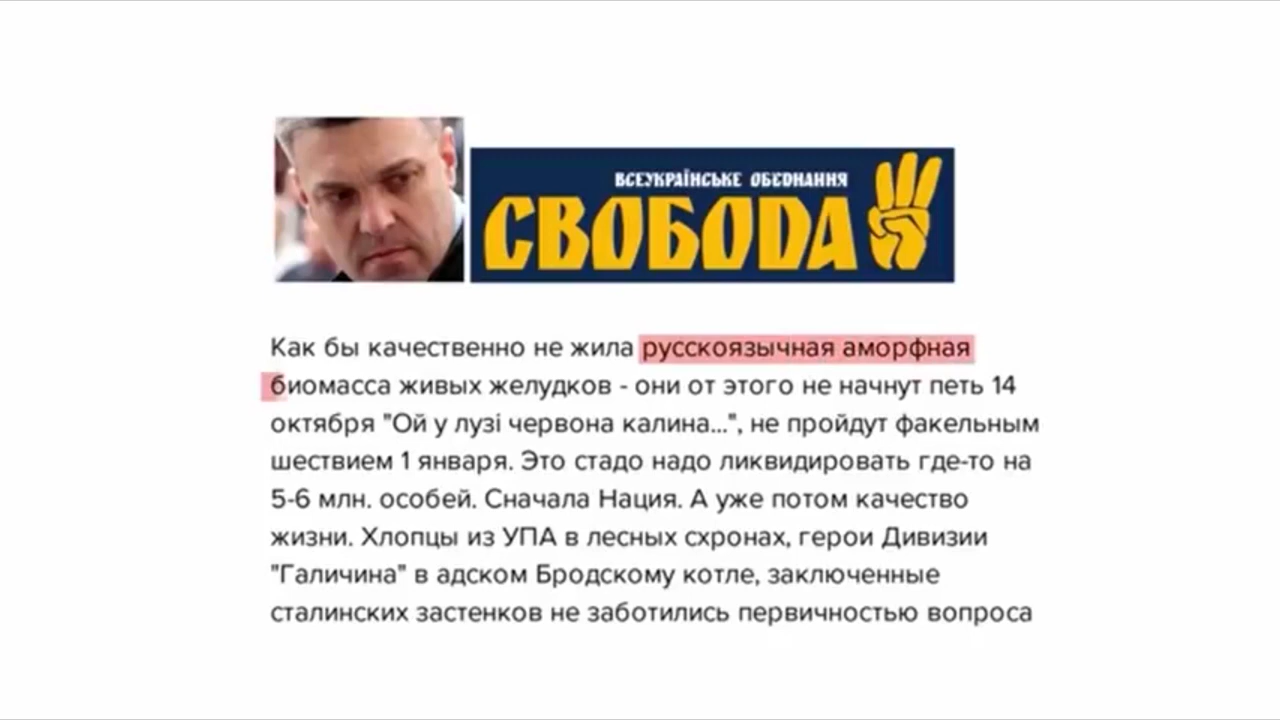 ВСЕУКРАЇНСЬКЕ ОБЄДНАННЯ
СВОБОДА
Как бы качественно не жила русскоязычная аморфная
биомасса живых желудков - они от этого не начнут петь 14
октября "Ой у лузі червона калина...", не пройдут факельным
шествием 1 января. Это стадо надо ликвидировать где-то на
5-6 млн. особей. Сначала Нация. А уже потом качество
жизни. Хлопцы из УПА в лесных схронах, герои Дивизии
"Галичина" в адском Бродскому котле, заключенные
сталинских застенков не заботились первичностью вопроса